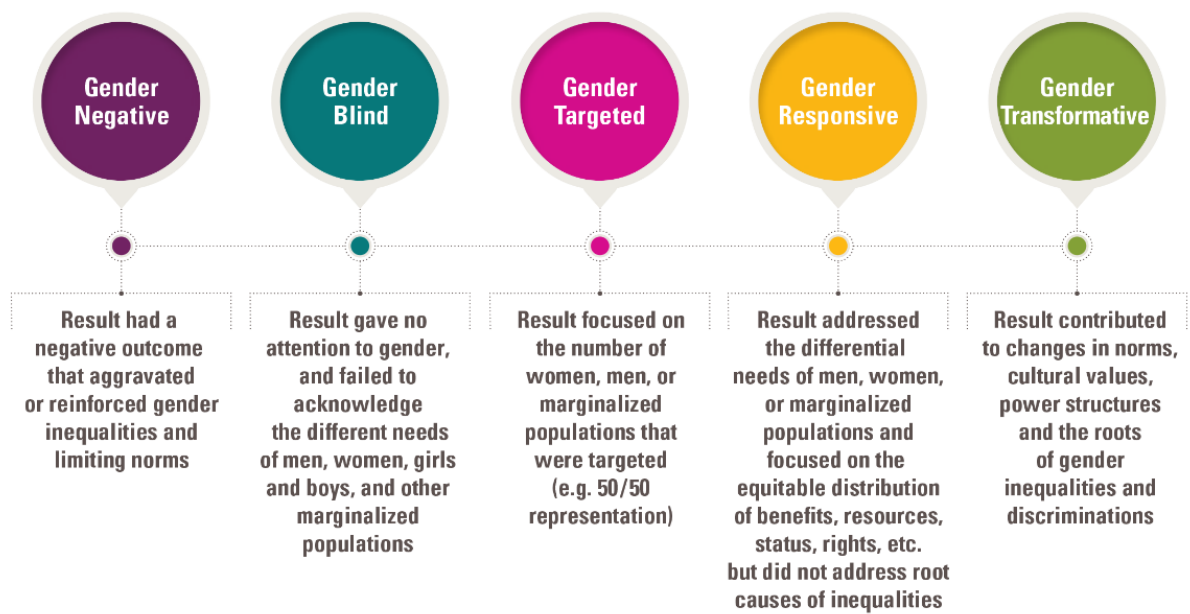 Gender
Negative
Gender
Blind
Gender
Targeted
Gender
Responsive
Gender
Transformative
Result had a
negative outcome
that aggravated
or reinforced gender
inequalities and
limiting norms
Result gave no
attention to gender,
and failed to
acknowledge
the different needs
of men, women, girls
and boys, and other
marginalized
populations
Result focused on
the number of
women, men, or
marginalized
populations that
were targeted
(e.g. 50/50
representation)
Result addressed
the differential
needs of men, women,
or marginalized
populations and
focused on the
equitable distribution
of benefits, resources,
status, rights, etc.
but did not address root
causes of inequalities
Result contributed
to changes in norms,
cultural values,
power structures
and the roots
of gender
inequalities and
discriminations